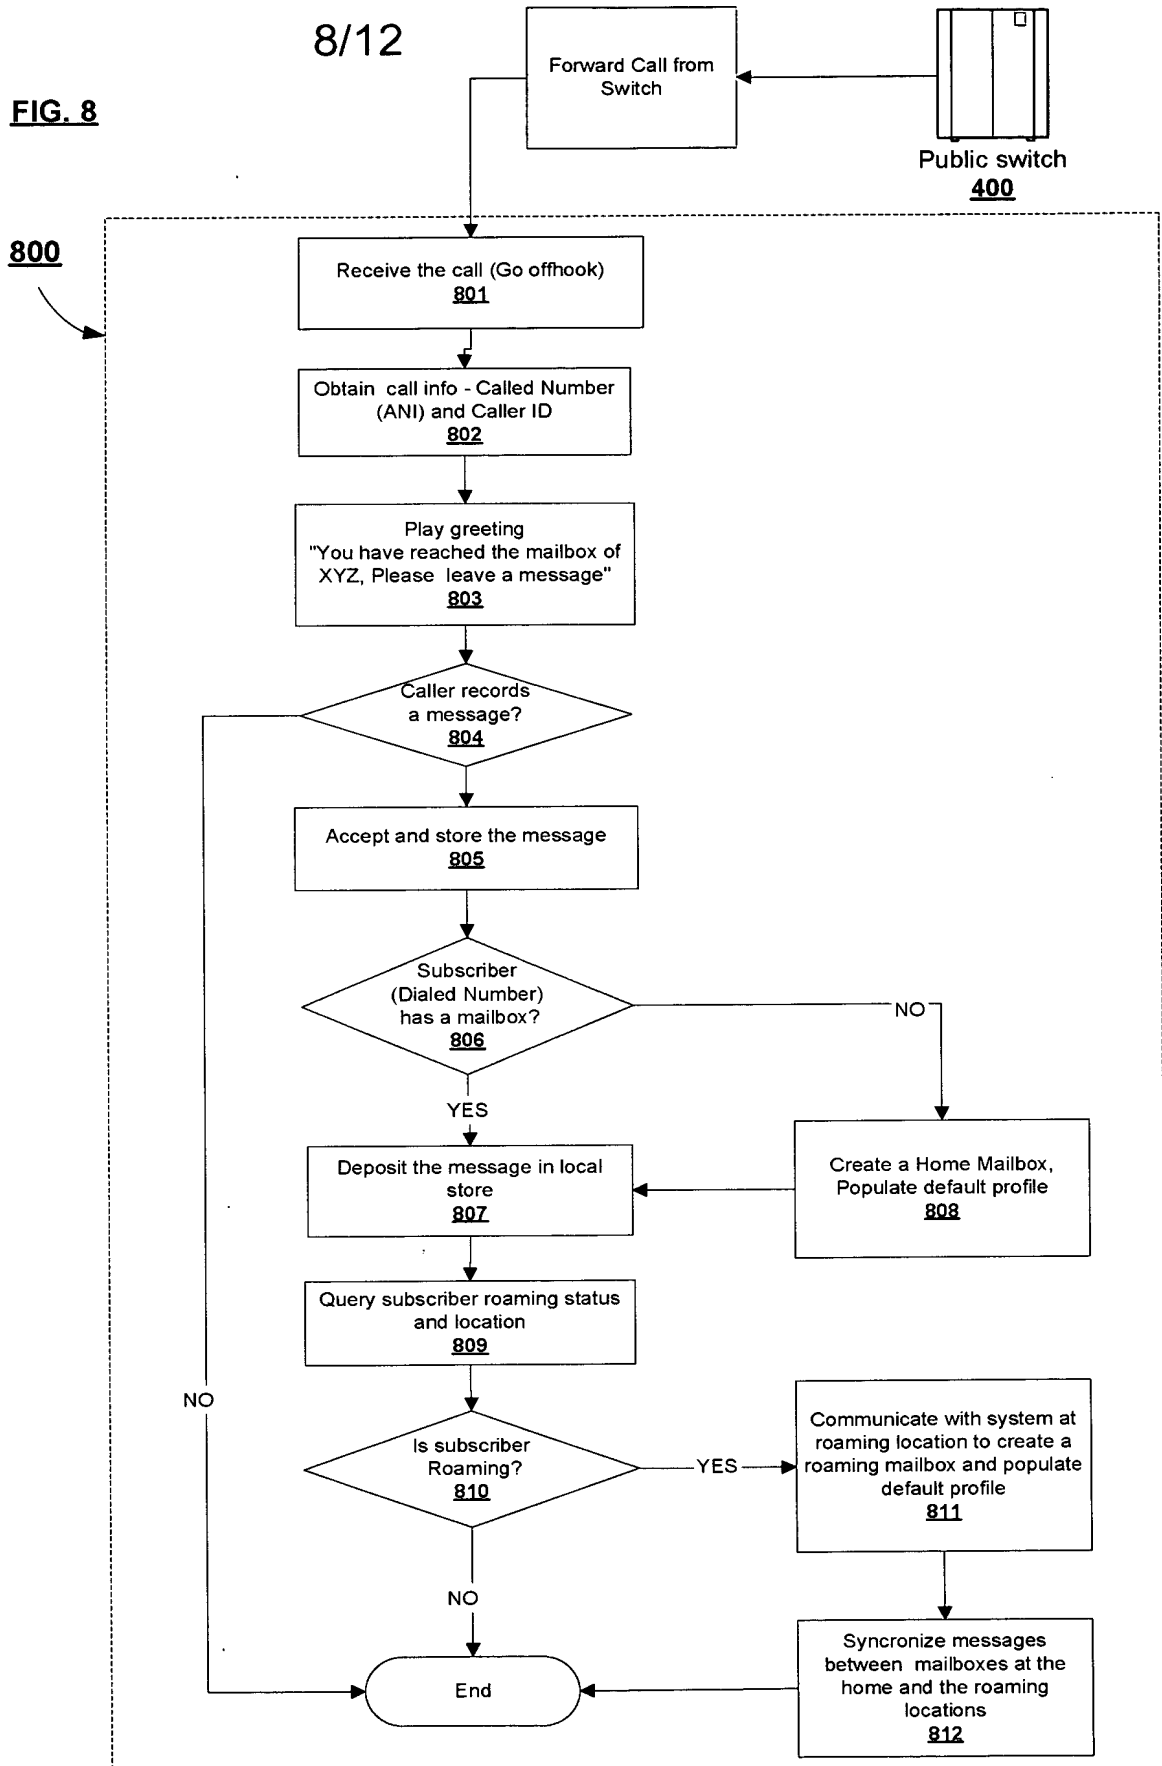 8/12
FIG. 8
Forward Call from
Switch
Public switch
400
800
Receive the call (Go offhook)
801
Obtain call info - Called Number
(ANI) and Caller ID
802
Play greeting
"You have reached the mailbox of
XYZ, Please leave a message"
803
Caller records
a message?
804
Accept and store the message
805
Subscriber
(Dialed Number)
has a mailbox?
806
NO
YES
Deposit the message in local
store
807
Create a Home Mailbox,
Populate default profile
808
Query subscriber roaming status
and location
809
NO
Is subscriber
Roaming?
810
YES
Communicate with system at
roaming location to create a
roaming mailbox and populate
default profile
811
NO
Syncronize messages
between mailboxes at the
home and the roaming
locations
812
End